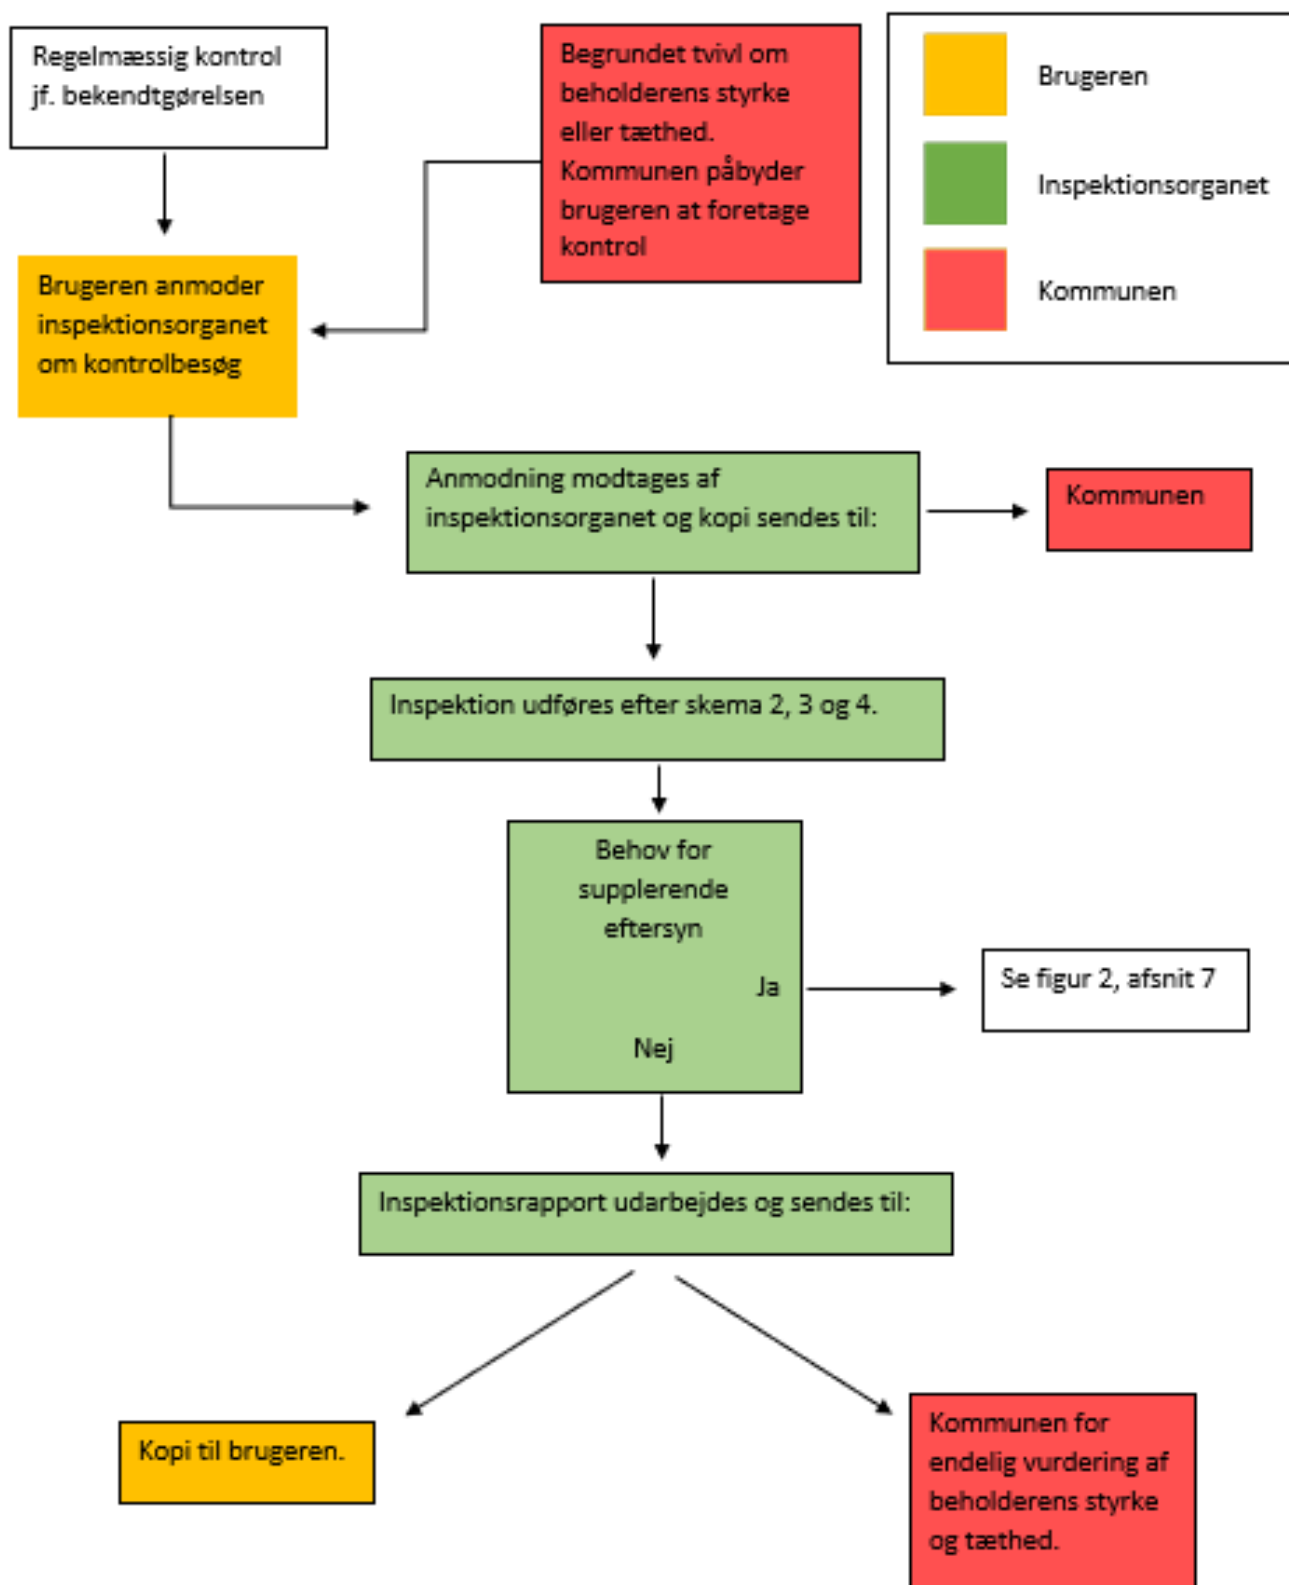 Regelmæssig kontrol
jf. bekendtgørelsen
Begrundet tvivl om
beholderens styrke
eller tæthed.
Kommunen påbyder
brugeren at foretage
kontrol
Brugeren
Inspektionsorganet
Kommunen
Brugeren anmoder
inspektionsorganet
om kontrolbesøg
Anmodning modtages af
inspektionsorganet og kopi sendes til:
Kommunen
Inspektion udføres efter skema 2, 3 og 4.
Behov for
supplerende
eftersyn
Ja
Se figur 2, afsnit 7
Nej
Inspektionsrapport udarbejdes og sendes til:
Kopi til brugeren.
Kommunen for
endelig vurdering af
beholderens styrke
og tæthed.